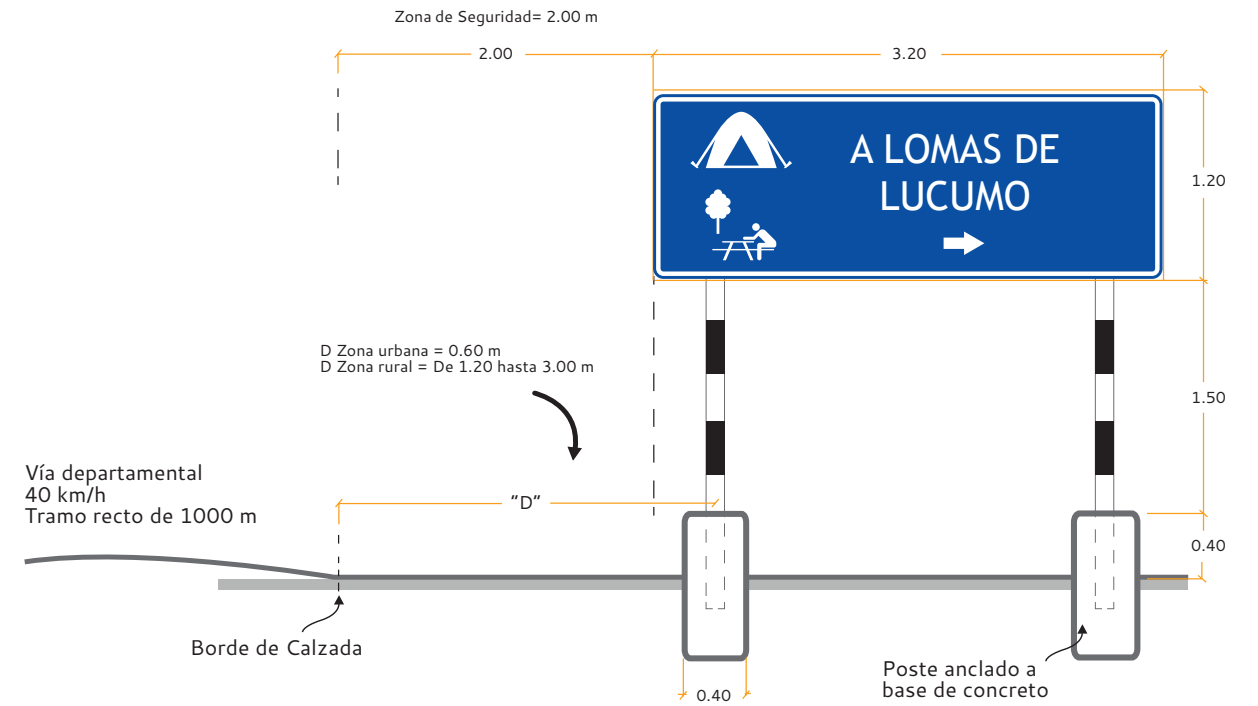 Zona de Seguridad= 2.00 m
2.00
3.20
A LOMAS DE
LUCUMO
1.20
D Zona urbana = 0.60 m
D Zona rural = De 1.20 hasta 3.00 m
1.50
Vía departamental
40 km/h
Tramo recto de 1000 m
"D"
0.40
Borde de Calzada
Poste anclado a
base de concreto
0.40